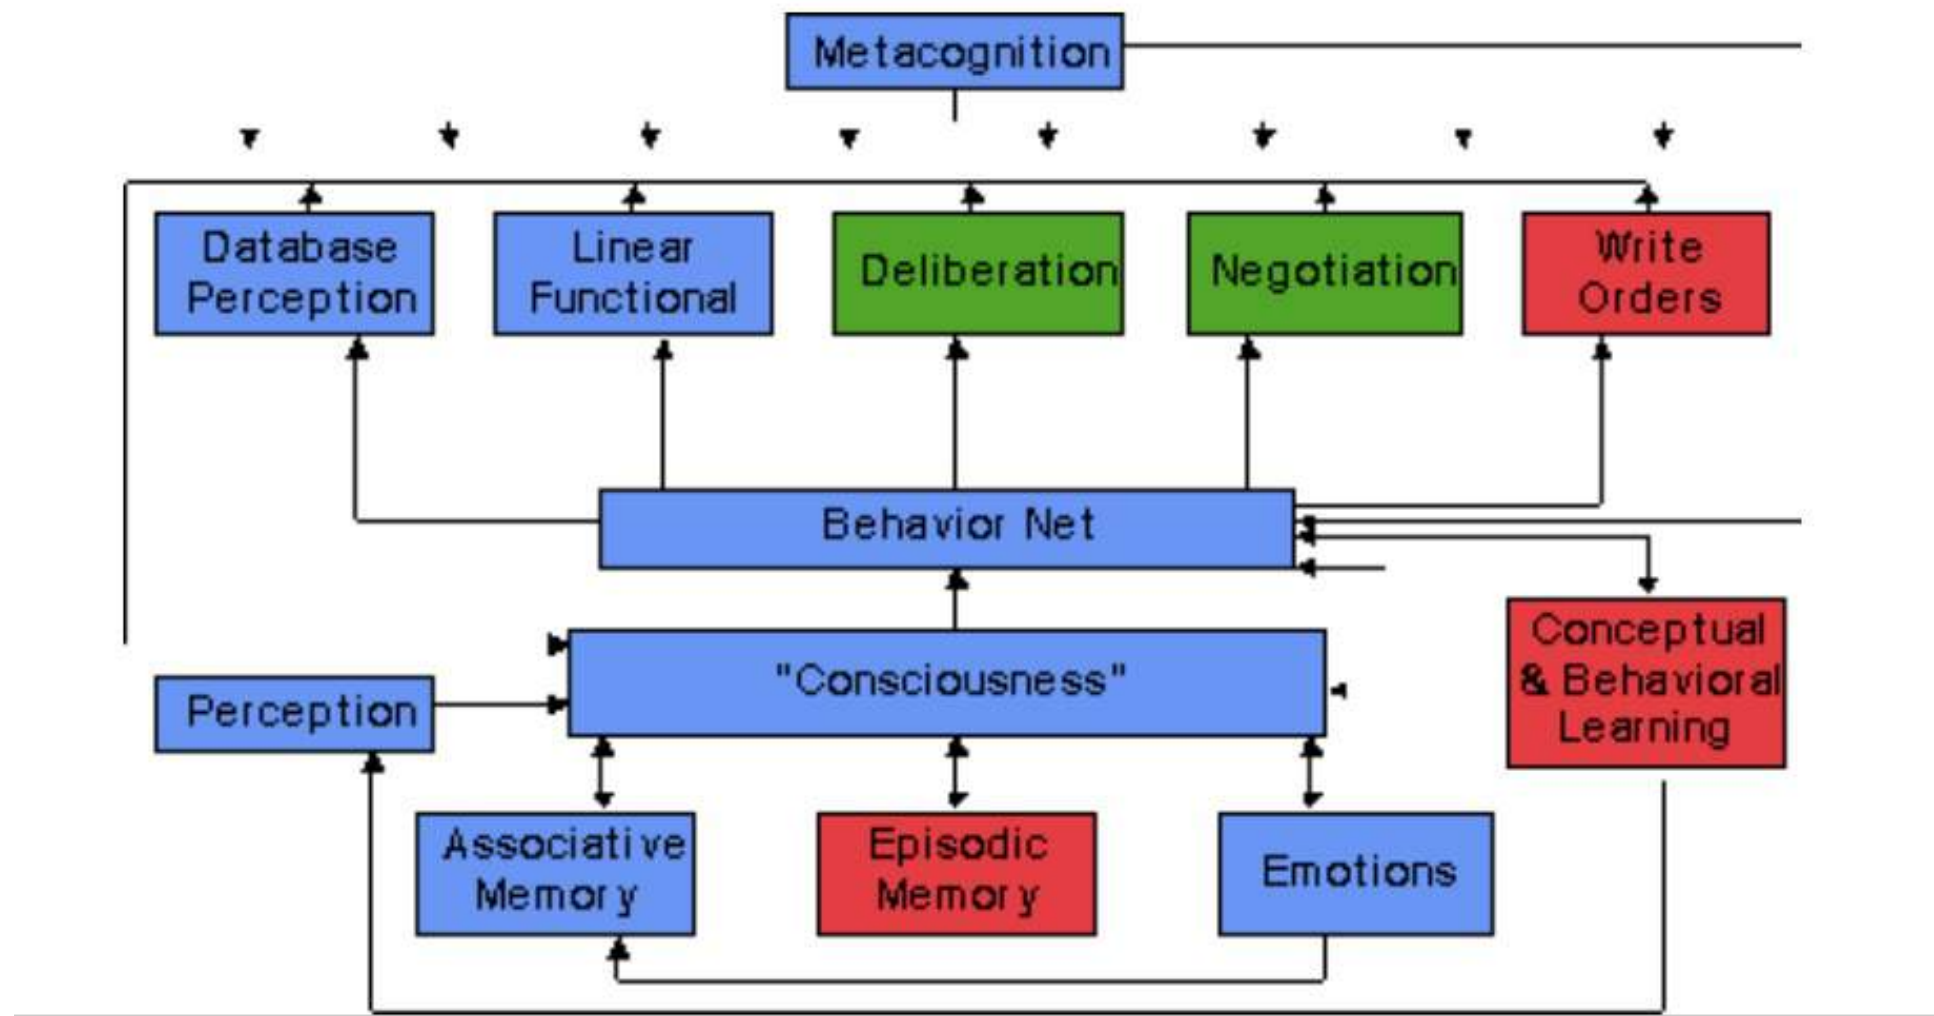 Metacognition
Database
Perception
Linear
Functional
Deliberation
Negotiation
Write
Orders
Behavior Net
"Consciousness"
Conceptual
& Behavioral
Learning
Perception
Associative
Memory
Episodic
Memory
Emotions